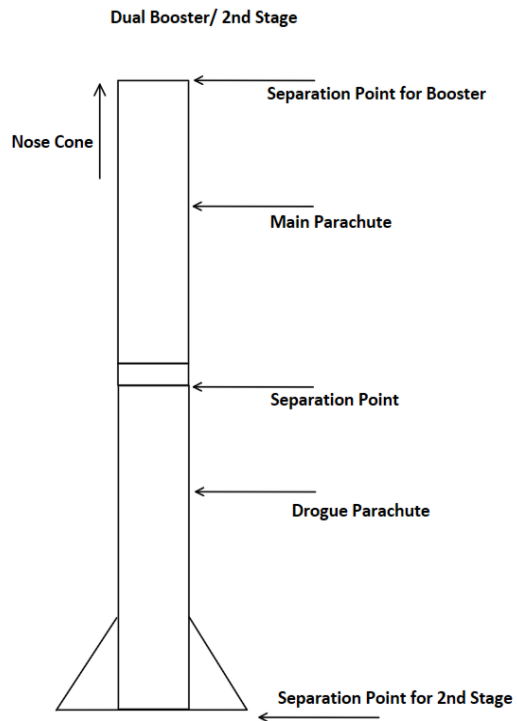 Dual Booster/ 2nd Stage
Separation Point for Booster
Nose Cone
Main Parachute
Separation Point
Drogue Parachute
Separation Point for 2nd Stage